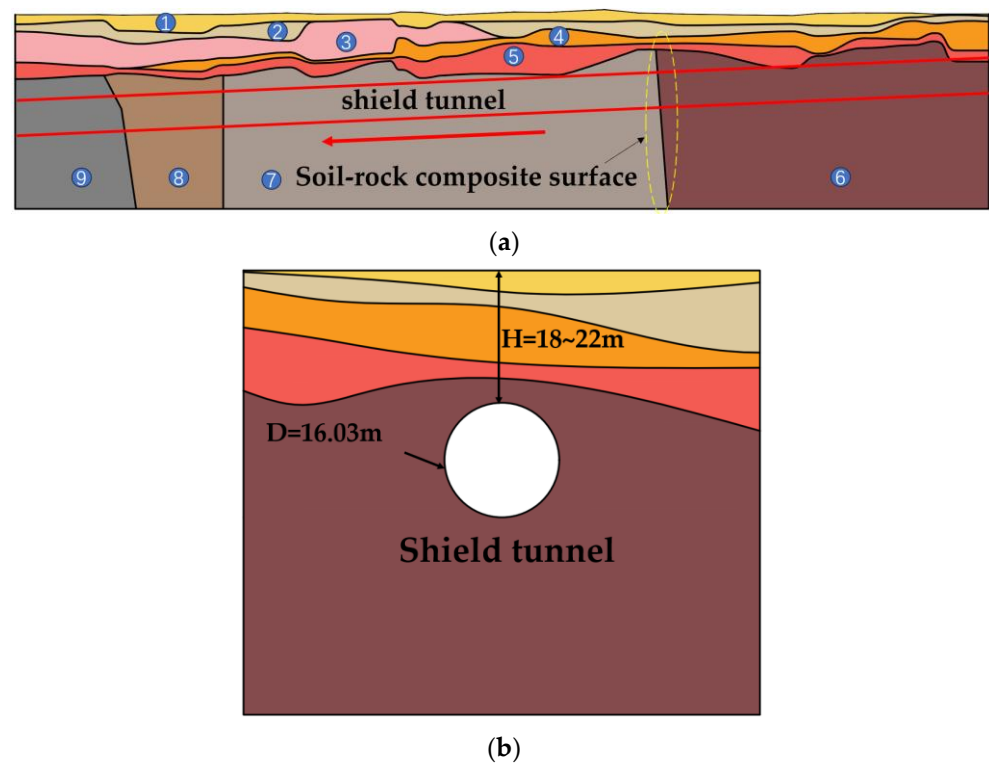 1
2
3
4
5
shield tunnel
Soil-rock composite surface
9
8
7
6
(a)
H=18~22m
D=16.03m
Shield tunnel
(b)